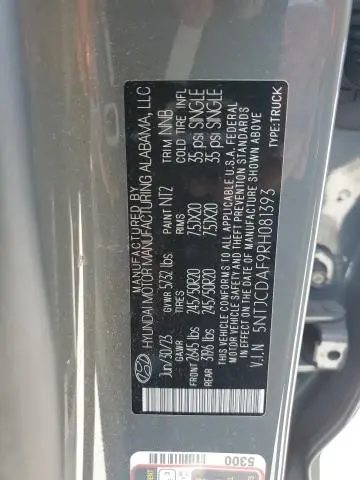 MANUFACTURED BY
HYUNDAI MOTOR MANUFACTURING ALABAMA, LLC
Jun/30/23 GVWR 5732 lbs PAINT NTZ TRIM NNB
GAWR TIRES RIMS COLD TIRE INFL
FRONT 2645 lbs 245/50R20 7.5JX20 35 psi SINGLE
REAR 3086 lbs 245/50R20 7.5JX20 35 psi SINGLE
THIS VEHICLE CONFORMS TO ALL APPLICABLE U.S.A. FEDERAL
MOTOR VEHICLE SAFETY AND THEFT PREVENTION STANDARDS
IN EFFECT ON THE DATE OF MANUFACTURE SHOWN ABOVE
V.I.N 5NTJCDAF9RH081393 TYPE:TRUCK
5300